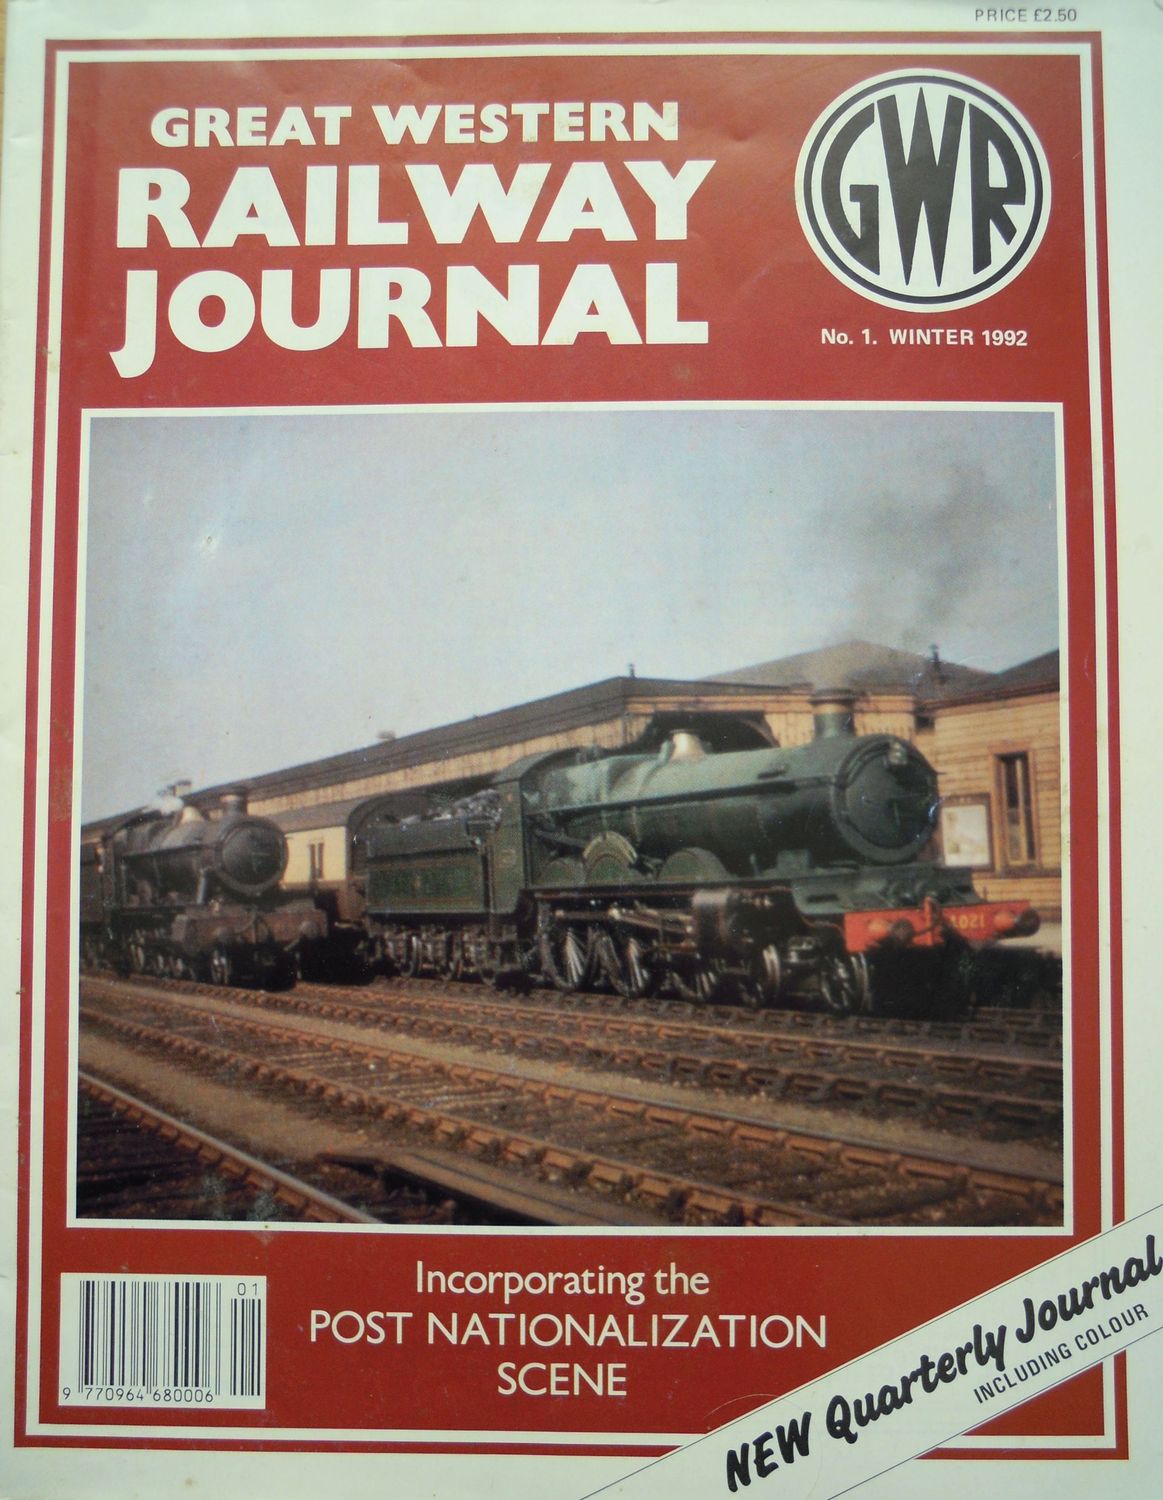 PRICE £2.50
GREAT WESTERN
RAILWAY
JOURNAL
GWR
No. 1. WINTER 1992
Incorporating the
POST NATIONALIZATION
SCENE
01
9 770964 680006
NEW Quarterly Journal
INCLUDING COLOUR